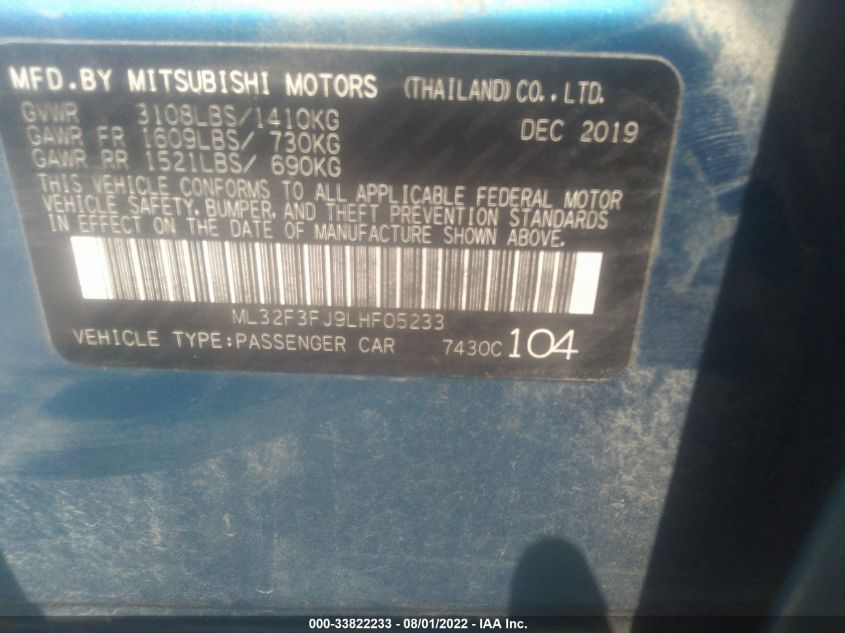 MFD.BY MITSUBISHI MOTORS (THAILAND) CO., LTD.
GVWR 3108LBS/1410KG
DEC 2019
GAWR FR 1609LBS/ 730KG
GAWR RR 1521LBS/ 690KG
THIS VEHICLE CONFORMS TO ALL APPLICABLE FEDERAL MOTOR
VEHICLE SAFETY, BUMPER, AND THEFT PREVENTION STANDARDS
IN EFFECT ON THE DATE OF MANUFACTURE SHOWN ABOVE.
ML32F3FJ9LHF05233
VEHICLE TYPE:PASSENGER CAR 7430C 104
000-33822233 - 08/01/2022 - IAA Inc.